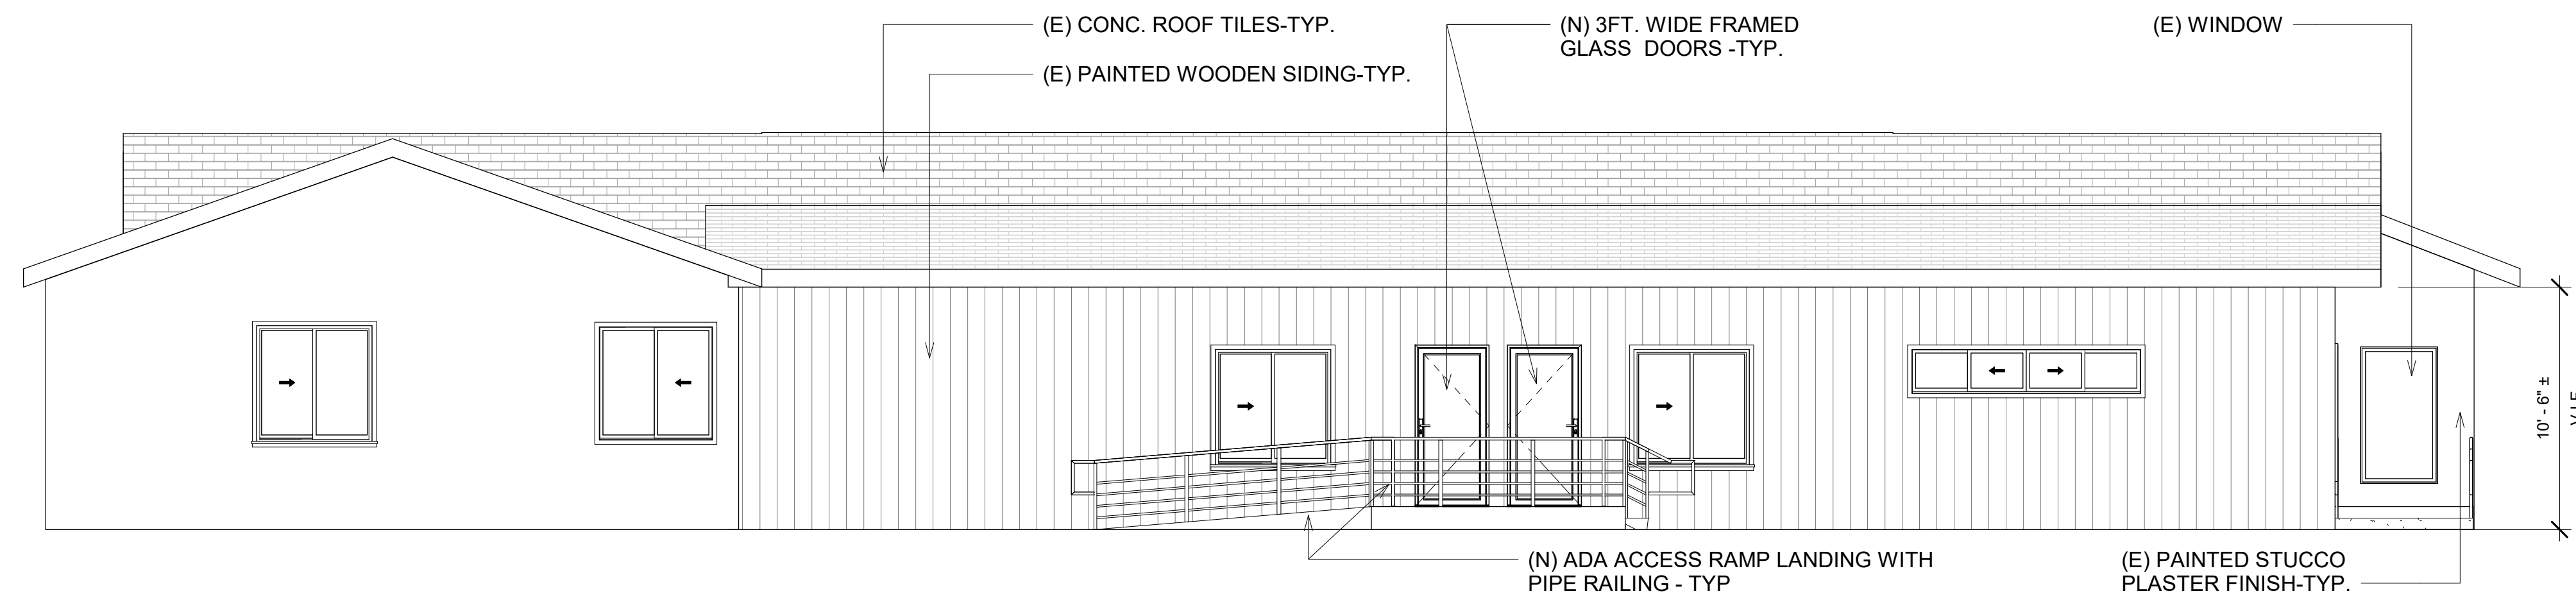 (E) CONC. ROOF TILES-TYP.
(E) PAINTED WOODEN SIDING-TYP.
(N) 3FT. WIDE FRAMED
GLASS DOORS -TYP.
(E) WINDOW
10' - 6" ±
(N) ADA ACCESS RAMP LANDING WITH
PIPE RAILING - TYP
(E) PAINTED STUCCO
PLASTER FINISH-TYP.